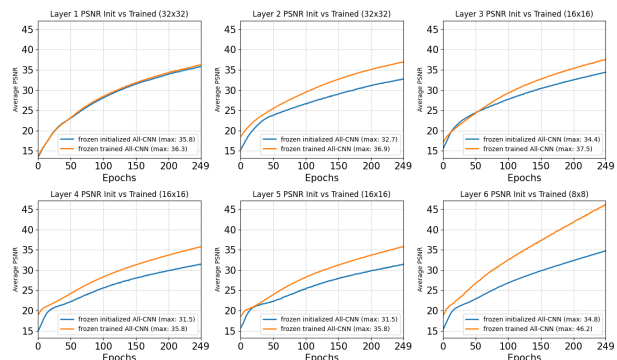 Layer 1 PSNR Init vs Trained (32x32)
45
40
35
30
25
20
15
Average PSNR
frozen initialized All-CNN (max: 35.8)
frozen trained All-CNN (max: 36.3)
0 50 100 150 200 249
Epochs
Layer 2 PSNR Init vs Trained (32x32)
45
40
35
30
25
20
15
Average PSNR
frozen initialized All-CNN (max: 32.7)
frozen trained All-CNN (max: 36.9)
0 50 100 150 200 249
Epochs
Layer 3 PSNR Init vs Trained (16x16)
45
40
35
30
25
20
15
Average PSNR
frozen initialized All-CNN (max: 34.4)
frozen trained All-CNN (max: 37.5)
0 50 100 150 200 249
Epochs
Layer 4 PSNR Init vs Trained (16x16)
45
40
35
30
25
20
15
Average PSNR
frozen initialized All-CNN (max: 31.5)
frozen trained All-CNN (max: 35.8)
0 50 100 150 200 249
Epochs
Layer 5 PSNR Init vs Trained (16x16)
45
40
35
30
25
20
15
Average PSNR
frozen initialized All-CNN (max: 31.5)
frozen trained All-CNN (max: 35.8)
0 50 100 150 200 249
Epochs
Layer 6 PSNR Init vs Trained (8x8)
45
40
35
30
25
20
15
Average PSNR
frozen initialized All-CNN (max: 34.8)
frozen trained All-CNN (max: 46.2)
0 50 100 150 200 249
Epochs